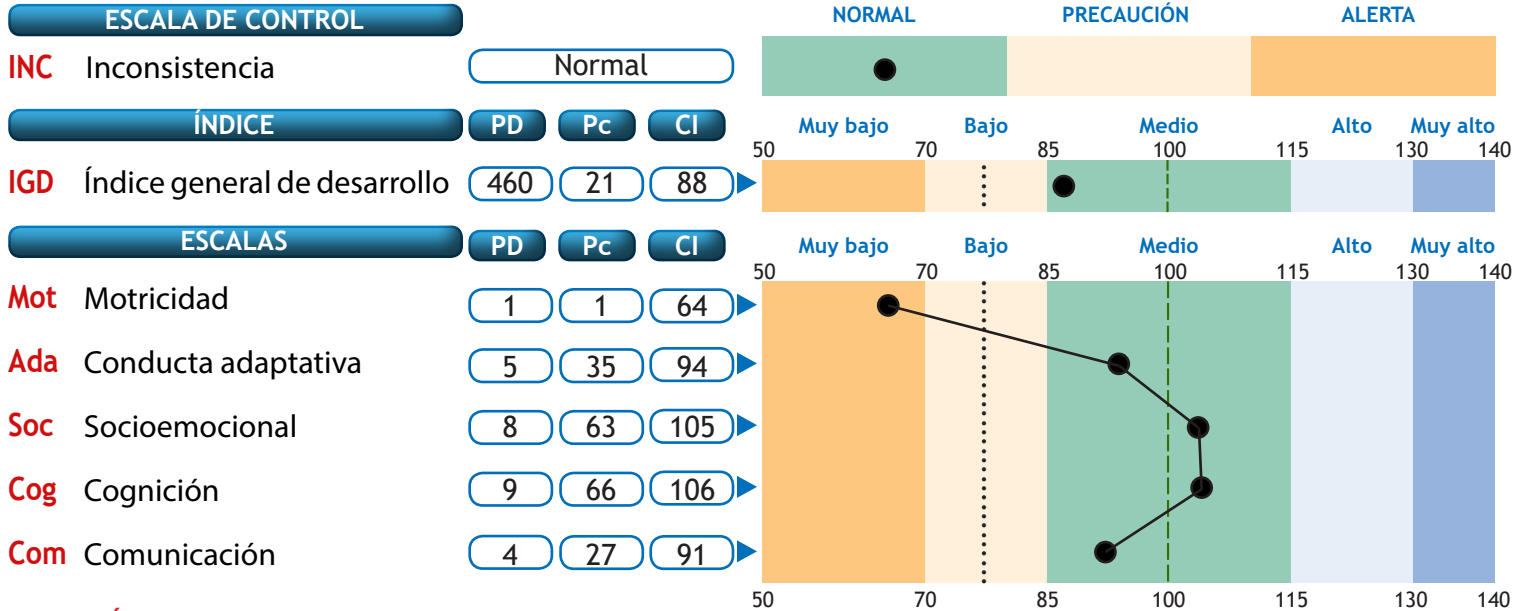 ESCALA DE CONTROL NORMAL PRECAUCIÓN ALERTA
INC Inconsistencia Normal
ÍNDICE PD Pc CI Muy bajo Bajo Medio Alto Muy alto
50 70 85 100 115 130 140
IGD Índice general de desarrollo 460 21 88
ESCALAS PD Pc CI Muy bajo Bajo Medio Alto Muy alto
50 70 85 100 115 130 140
Mot Motricidad 1 1 64
Ada Conducta adaptativa 5 35 94
Soc Socioemocional 8 63 105
Cog Cognición 9 66 106
Com Comunicación 4 27 91
50 70 85 100 115 130 140